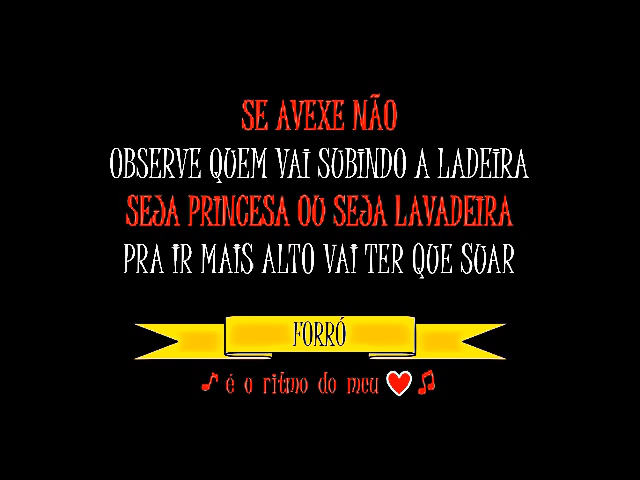 SE AVEXE NÃO
OBSERVE QUEM VAI SUBINDO A LADEIRA
SEJA PRINCESA OU SEJA LAVADEIRA
PRA IR MAIS ALTO VAI TER QUE SUAR
FORRÓ
é o ritmo do meu